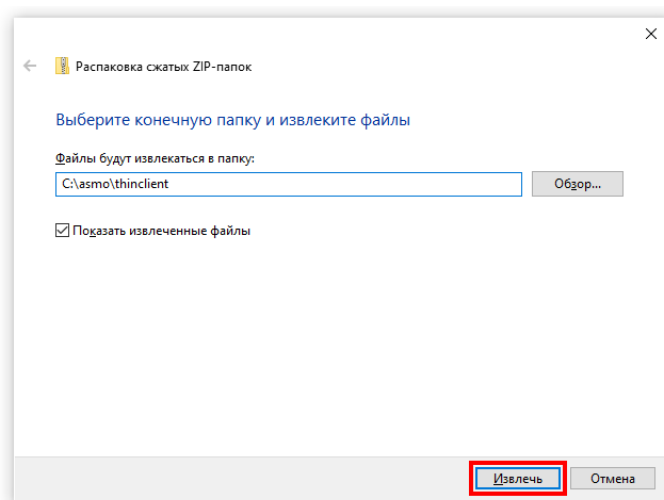 Распаковка сжатых ZIP-папок
Выберите конечную папку и извлеките файлы
Файлы будут извлекаться в папку:
C:\asmo\thinclient
Обзор...
Показать извлеченные файлы
Извлечь
Отмена